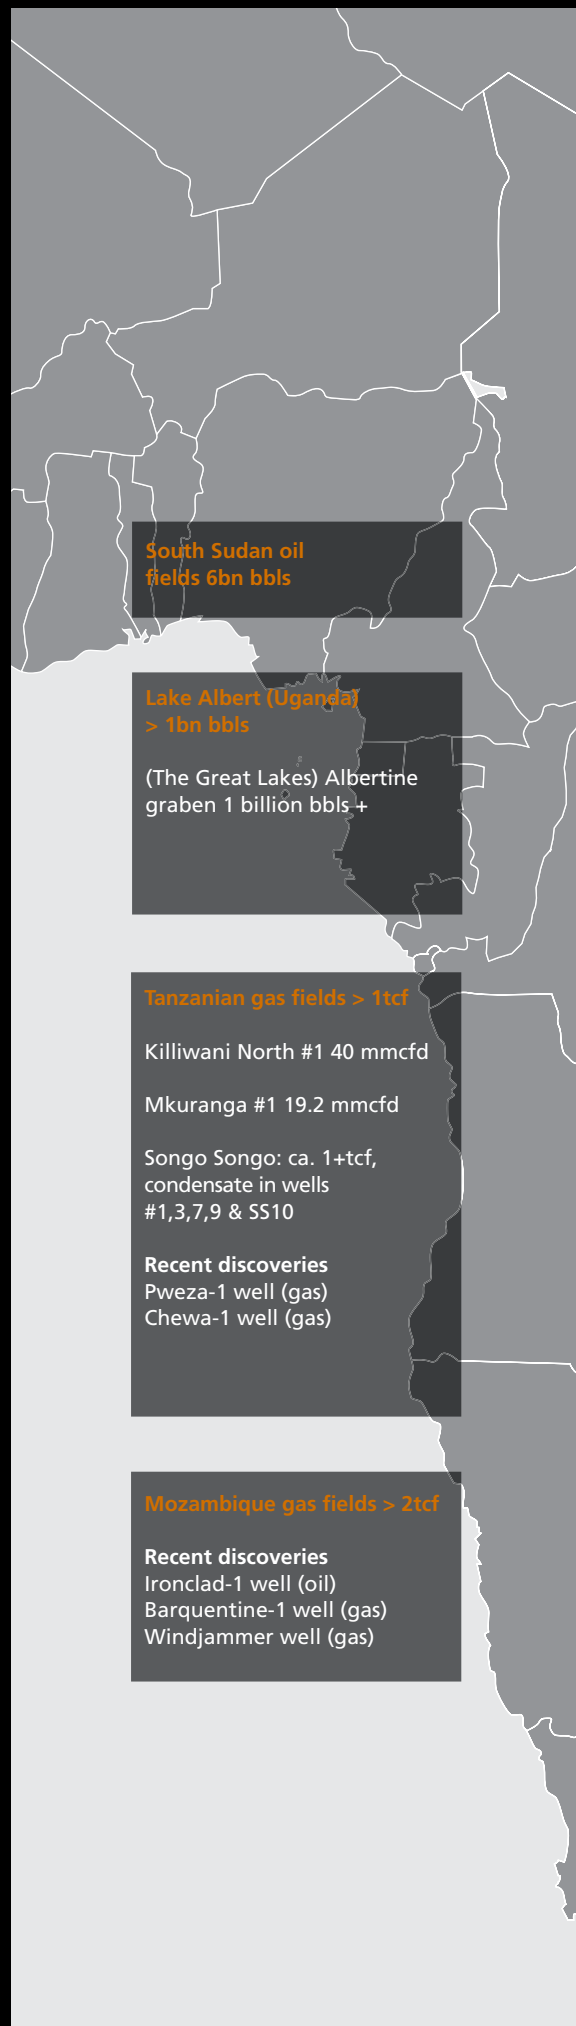 South Sudan oil
fields 6bn bbls
Lake Albert (Uganda)
> 1bn bbls
(The Great Lakes) Albertine
graben 1 billion bbls +
Tanzanian gas fields > 1tcf
Killiwani North #1 40 mmcfd
Mkuranga #1 19.2 mmcfd
Songo Songo: ca. 1+tcf,
condensate in wells
#1,3,7,9 & SS10
Recent discoveries
Pweza-1 well (gas)
Chewa-1 well (gas)
Mozambique gas fields > 2tcf
Recent discoveries
Ironclad-1 well (oil)
Barquentine-1 well (gas)
Windjammer well (gas)